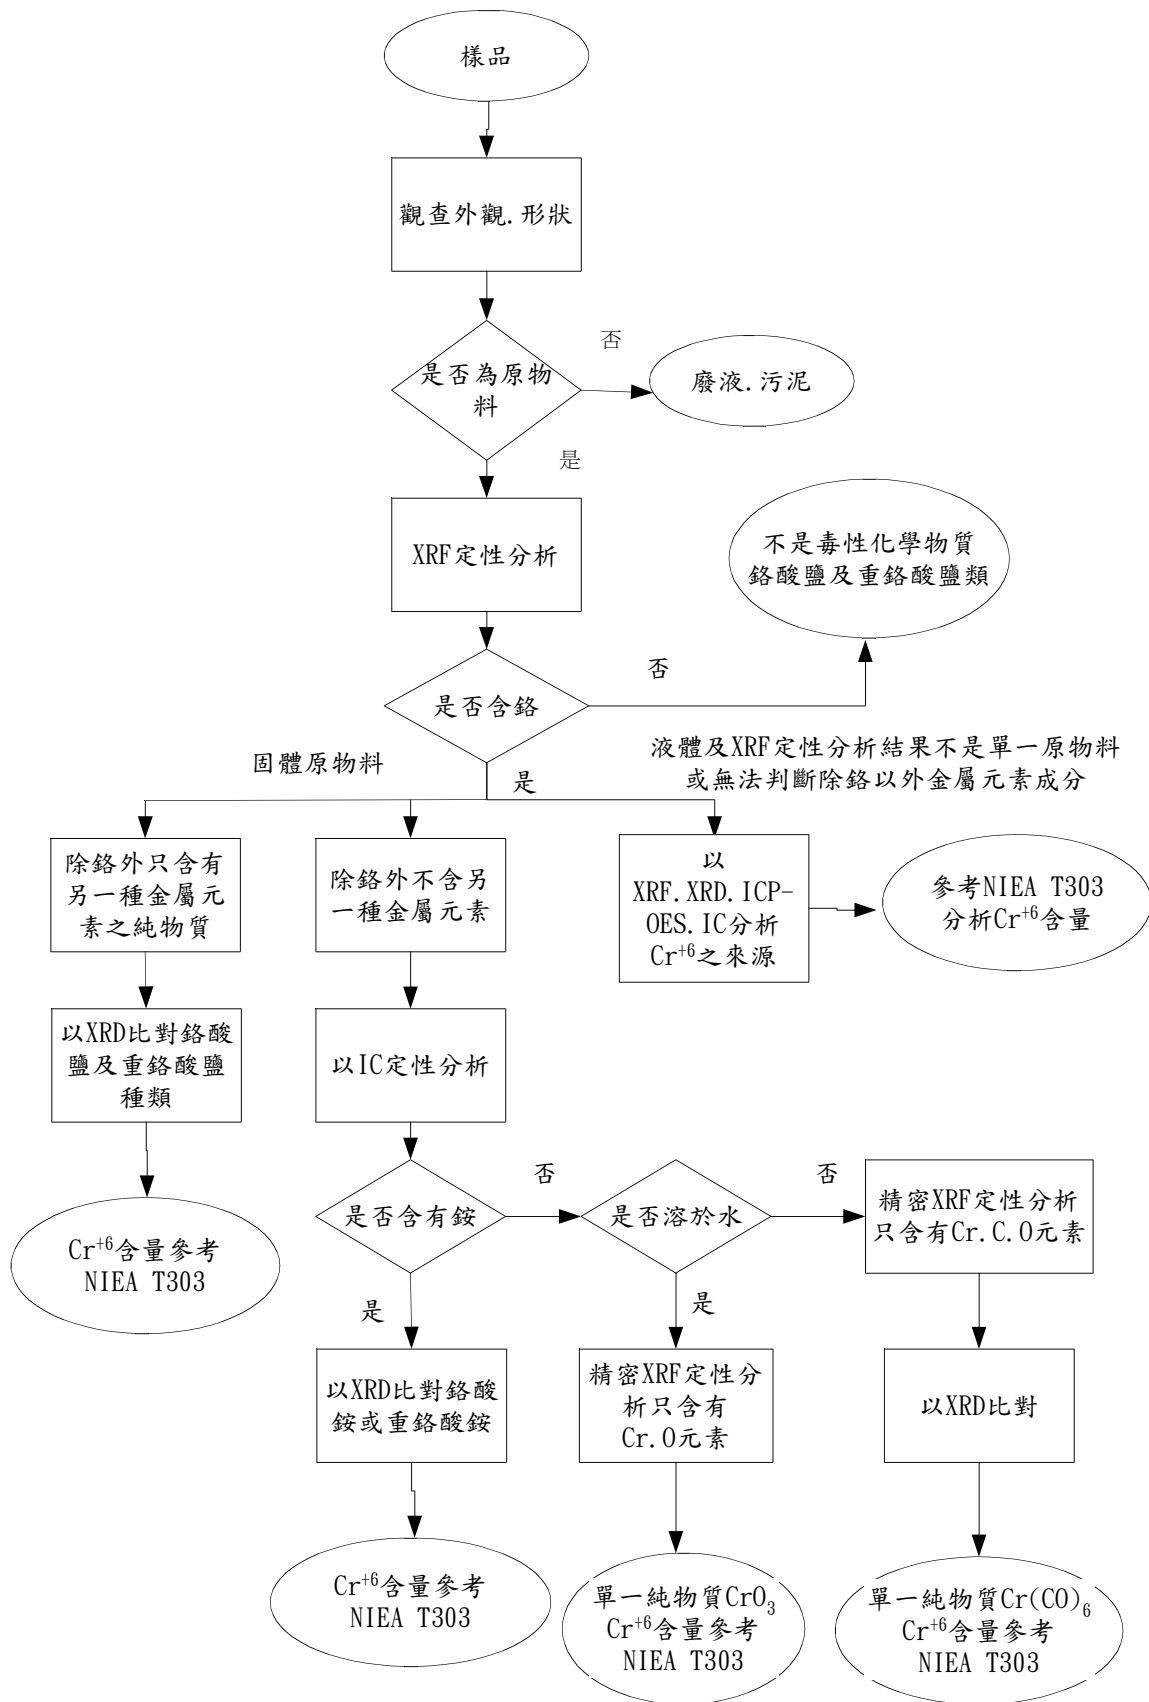 樣品
觀查外觀.形狀
否
是否為原物
料
廢液.污泥
是
XRF定性分析
不是毒性化學物質
鉻酸鹽及重鉻酸鹽類
否
是否含鉻
固體原物料
是
液體及XRF定性分析結果不是單一原物料
或無法判斷除鉻以外金屬元素成分
除鉻外只含有
另一種金屬元
素之純物質
除鉻外不含另
一種金屬元素
以
XRF.XRD.ICP-
OES.IC分析
Cr⁺⁶之來源
參考NIEA T303
分析Cr⁺⁶含量
以XRD比對鉻酸
鹽及重鉻酸鹽
種類
以IC定性分析
Cr⁺⁶含量參考
NIEA T303
是否含有銨
否
是否溶於水
否
精密XRF定性分析
只含有Cr.C.O元素
是
是
以XRD比對鉻酸
銨或重鉻酸銨
精密XRF定性分
析只含有
Cr.O元素
以XRD比對
Cr⁺⁶含量參考
NIEA T303
單一純物質CrO₃
Cr⁺⁶含量參考
NIEA T303
單一純物質Cr(CO)₆
Cr⁺⁶含量參考
NIEA T303